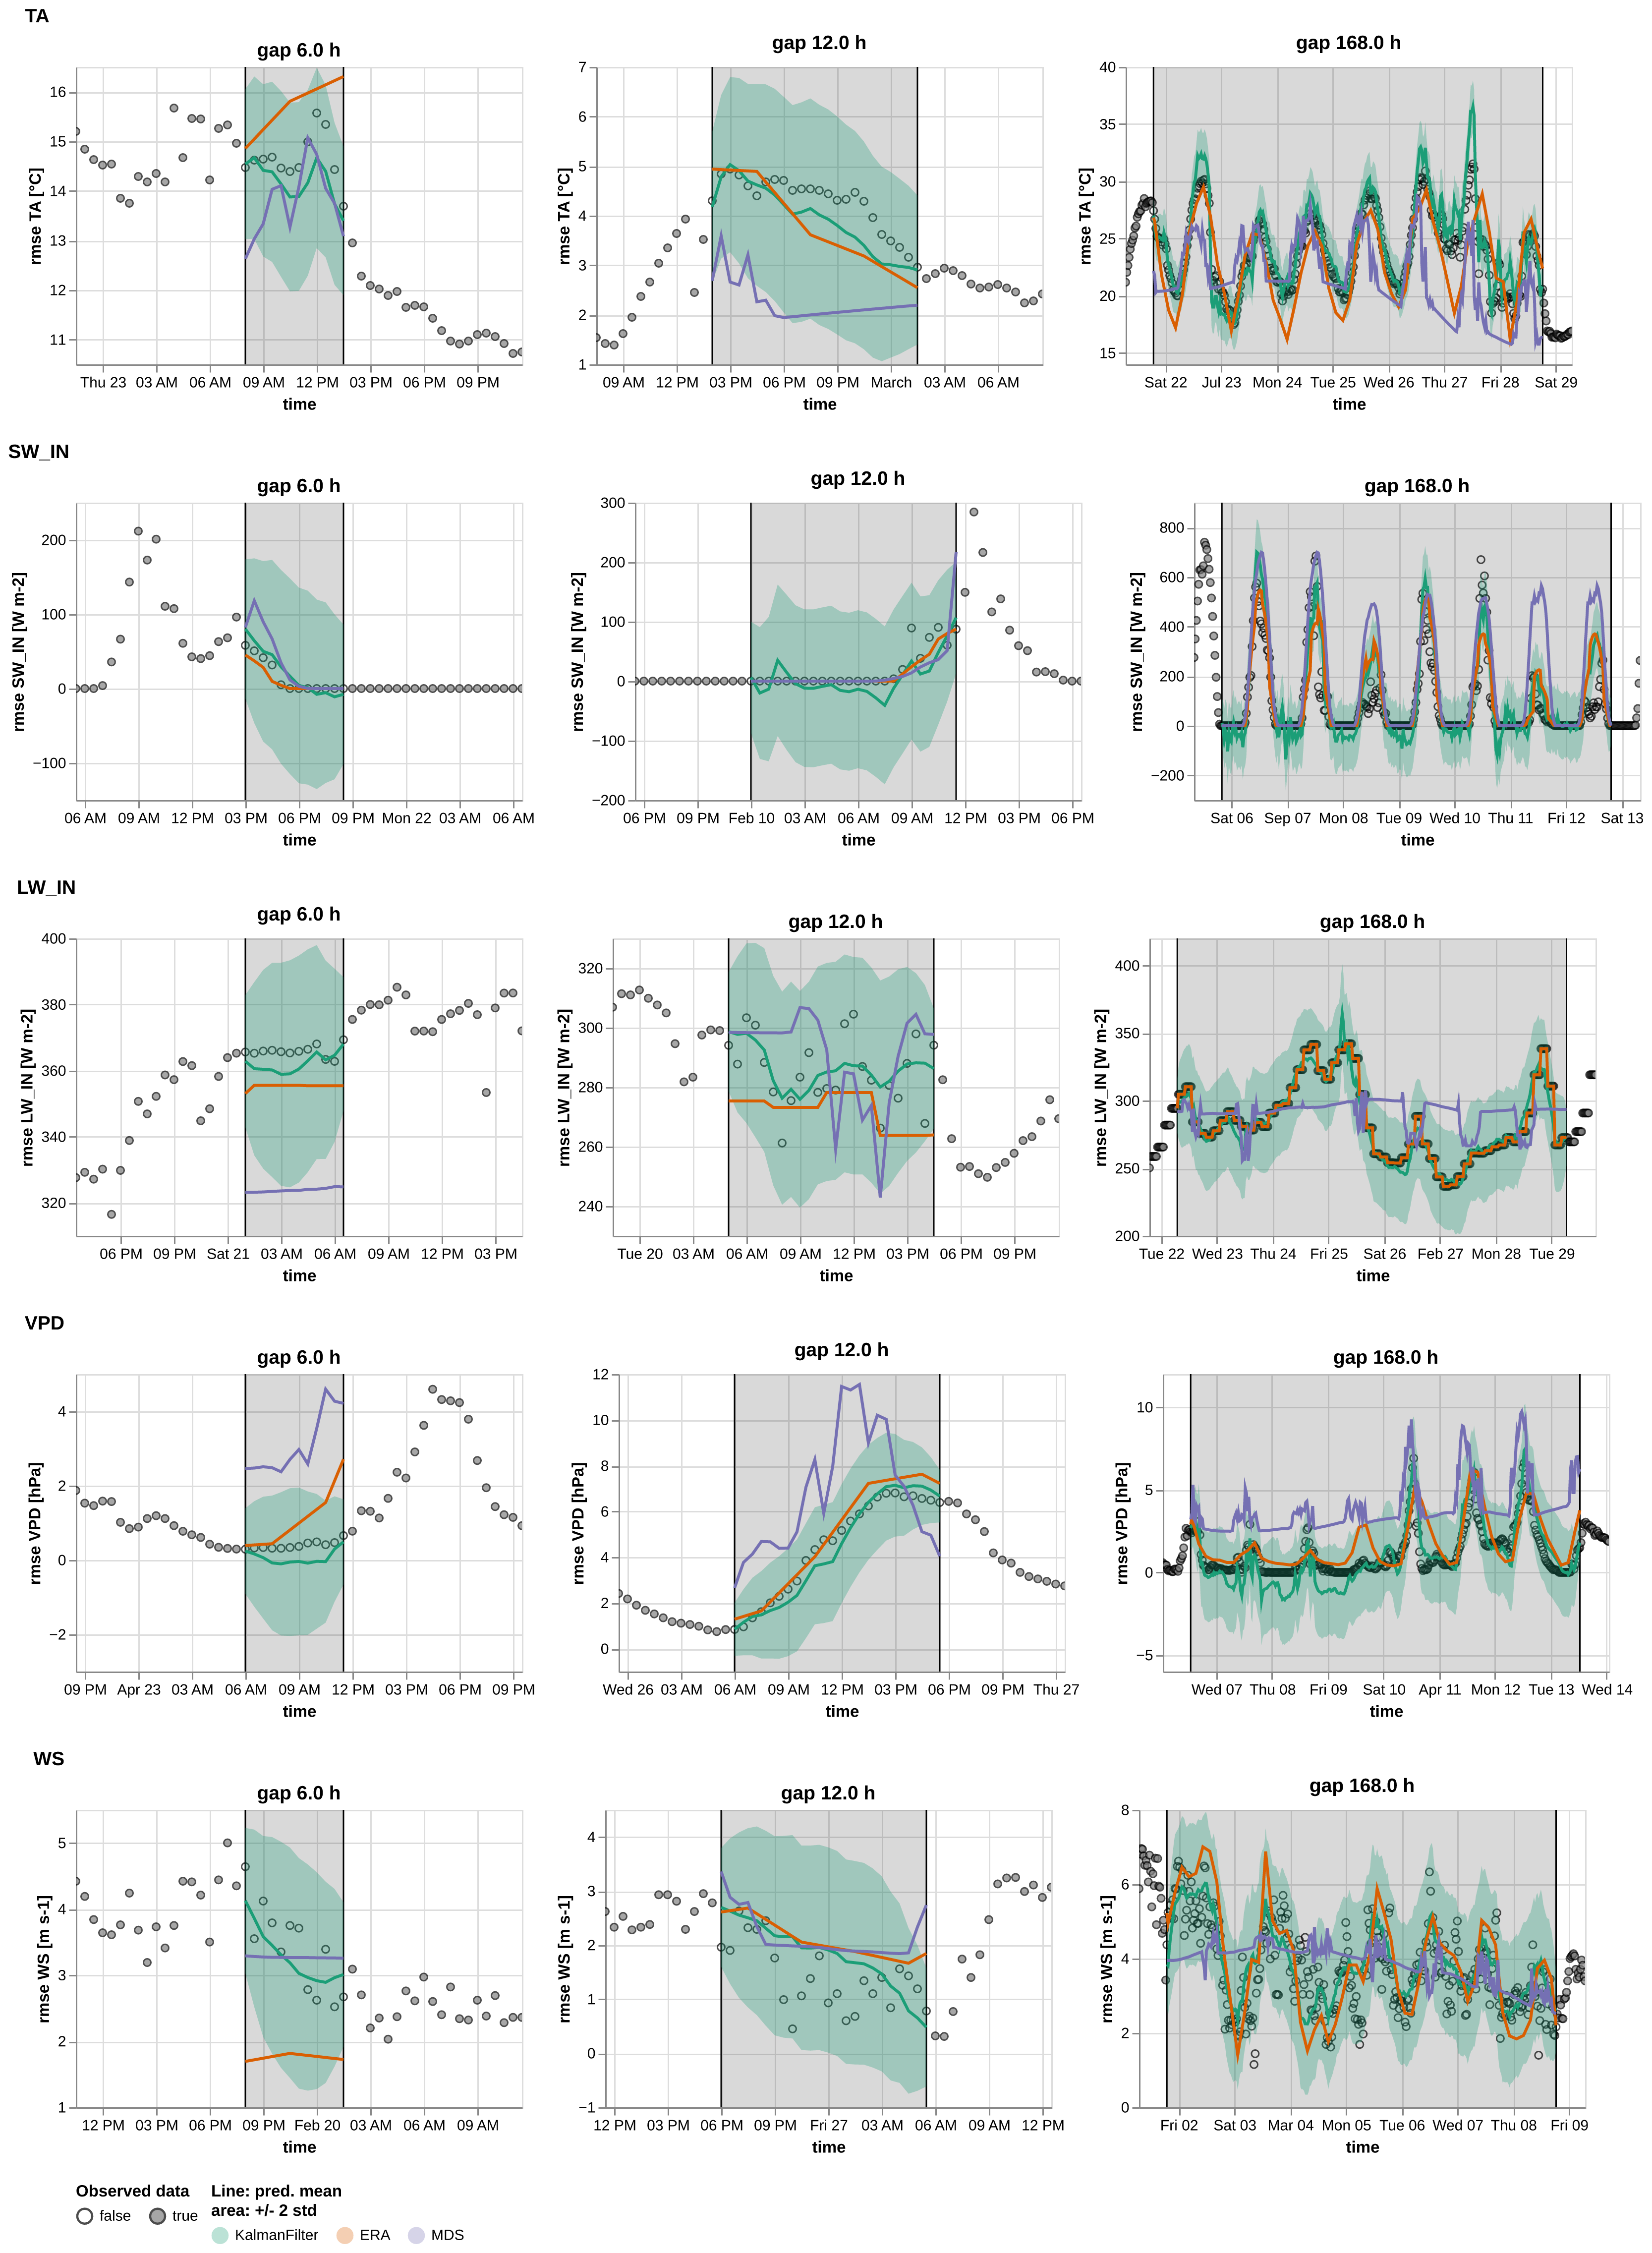 TA
gap 6.0 h
gap 12.0 h
gap 168.0 h
rmse TA [°C]
16
15
14
13
12
11
Thu 23 03 AM 06 AM 09 AM 12 PM 03 PM 06 PM 09 PM
time
rmse TA [°C]
7
6
5
4
3
2
1
09 AM 12 PM 03 PM 06 PM 09 PM March 03 AM 06 AM
time
rmse TA [°C]
40
35
30
25
20
15
Sat 22 Jul 23 Mon 24 Tue 25 Wed 26 Thu 27 Fri 28 Sat 29
time
SW_IN
gap 6.0 h
gap 12.0 h
gap 168.0 h
rmse SW_IN [W m-2]
200
100
0
−100
06 AM 09 AM 12 PM 03 PM 06 PM 09 PM Mon 22 03 AM 06 AM
time
rmse SW_IN [W m-2]
300
200
100
0
−100
−200
06 PM 09 PM Feb 10 03 AM 06 AM 09 AM 12 PM 03 PM 06 PM
time
rmse SW_IN [W m-2]
800
600
400
200
0
−200
Sat 06 Sep 07 Mon 08 Tue 09 Wed 10 Thu 11 Fri 12 Sat 13
time
LW_IN
gap 6.0 h
gap 12.0 h
gap 168.0 h
rmse LW_IN [W m-2]
400
380
360
340
320
06 PM 09 PM Sat 21 03 AM 06 AM 09 AM 12 PM 03 PM
time
rmse LW_IN [W m-2]
320
300
280
260
240
Tue 20 03 AM 06 AM 09 AM 12 PM 03 PM 06 PM 09 PM
time
rmse LW_IN [W m-2]
400
350
300
250
200
Tue 22 Wed 23 Thu 24 Fri 25 Sat 26 Feb 27 Mon 28 Tue 29
time
VPD
gap 6.0 h
gap 12.0 h
gap 168.0 h
rmse VPD [hPa]
4
2
0
−2
09 PM Apr 23 03 AM 06 AM 09 AM 12 PM 03 PM 06 PM 09 PM
time
rmse VPD [hPa]
12
10
8
6
4
2
0
Wed 26 03 AM 06 AM 09 AM 12 PM 03 PM 06 PM 09 PM Thu 27
time
rmse VPD [hPa]
10
5
0
−5
Wed 07 Thu 08 Fri 09 Sat 10 Apr 11 Mon 12 Tue 13 Wed 14
time
WS
gap 6.0 h
gap 12.0 h
gap 168.0 h
rmse WS [m s-1]
5
4
3
2
1
12 PM 03 PM 06 PM 09 PM Feb 20 03 AM 06 AM 09 AM
time
rmse WS [m s-1]
4
3
2
1
0
−1
12 PM 03 PM 06 PM 09 PM Fri 27 03 AM 06 AM 09 AM 12 PM
time
rmse WS [m s-1]
8
6
4
2
0
Fri 02 Sat 03 Mar 04 Mon 05 Tue 06 Wed 07 Thu 08 Fri 09
time
Observed data
false true
Line: pred. mean
area: +/- 2 std
KalmanFilter ERA MDS